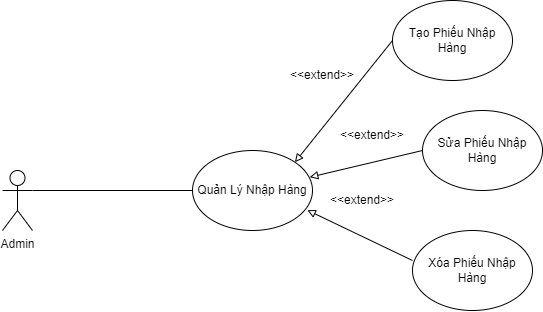 Tạo Phiếu Nhập
Hàng
<<extend>>
<<extend>>
Sửa Phiếu Nhập
Hàng
Quản Lý Nhập Hàng
<<extend>>
Admin
Xóa Phiếu Nhập
Hàng